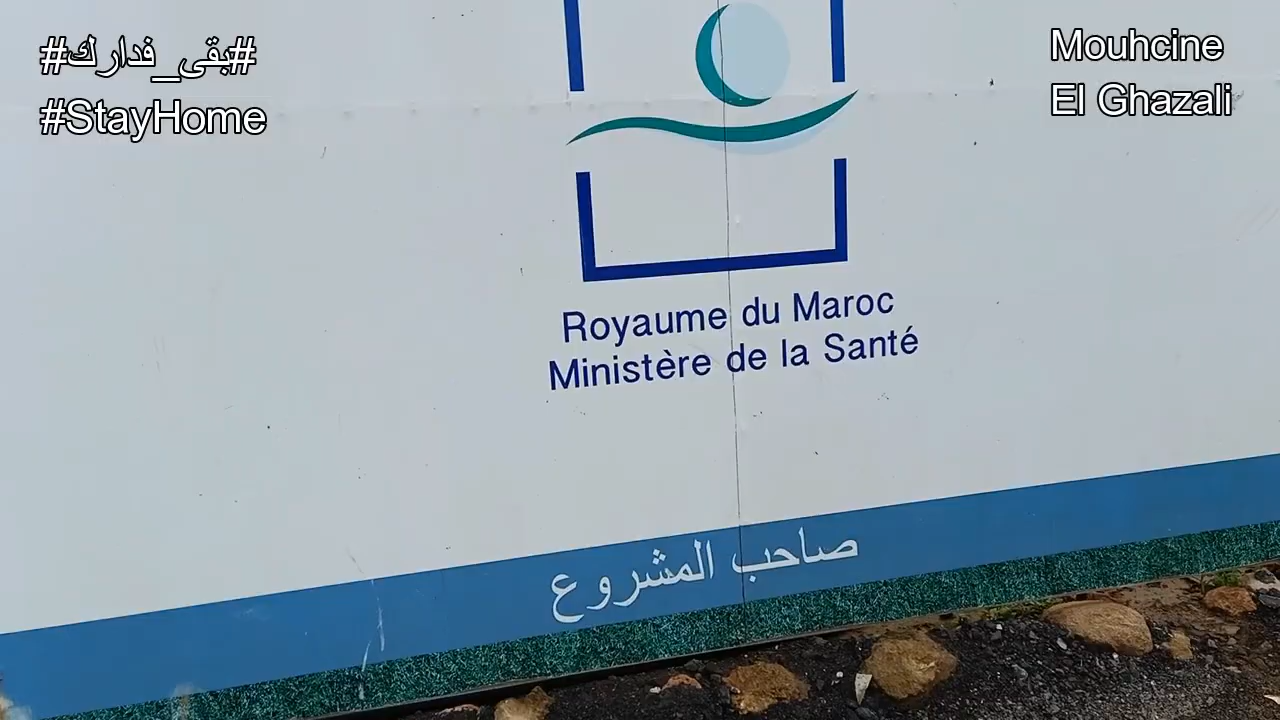 #بقى_فدارك#
#StayHome
Mouhcine
El Ghazali
Royaume du Maroc
Ministère de la Santé
صاحب المشروع